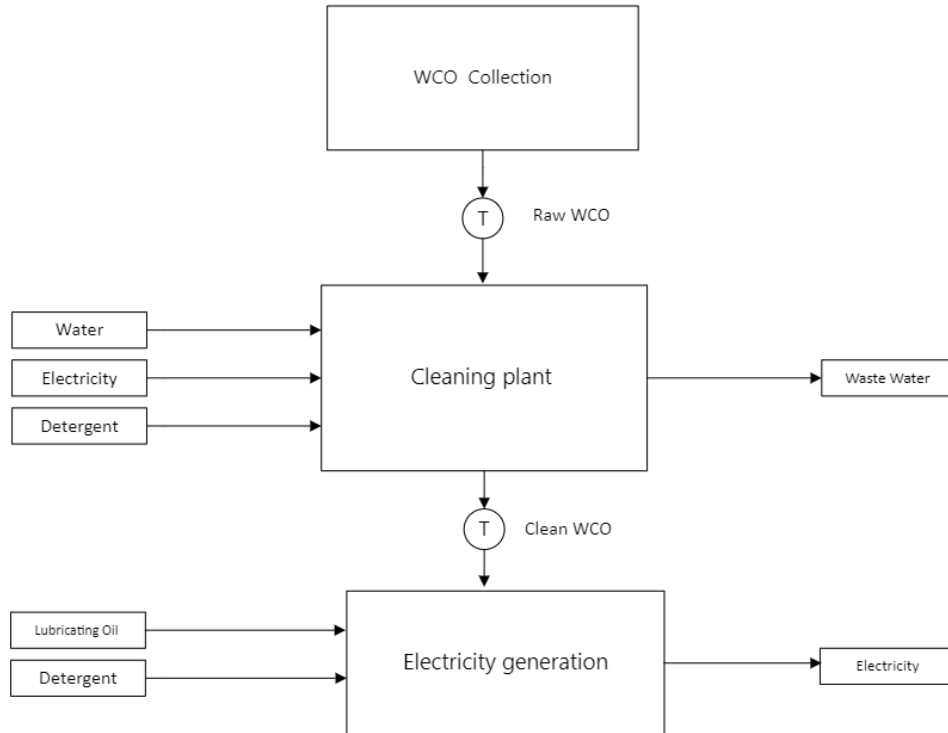 WCO Collection
T
Raw WCO
Water
Electricity
Detergent
Cleaning plant
Waste Water
T
Clean WCO
Lubricating Oil
Detergent
Electricity generation
Electricity